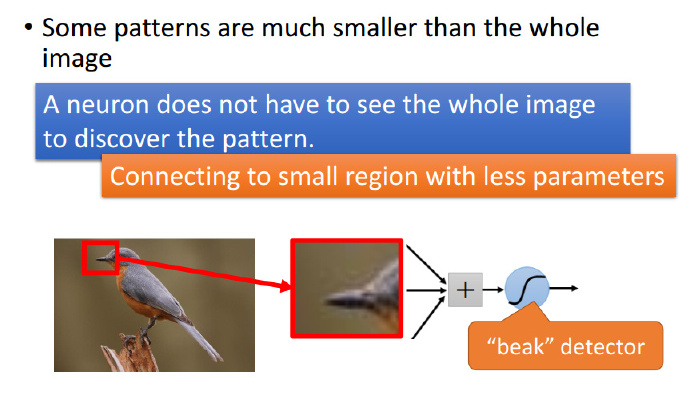 • Some patterns are much smaller than the whole
image
A neuron does not have to see the whole image
to discover the pattern.
Connecting to small region with less parameters
+
“beak” detector